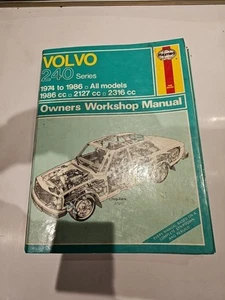 VOLVO
240 Series
1974 to 1986 □ All models
1986 cc □ 2127 cc □ 2316 cc
Owners Workshop Manual